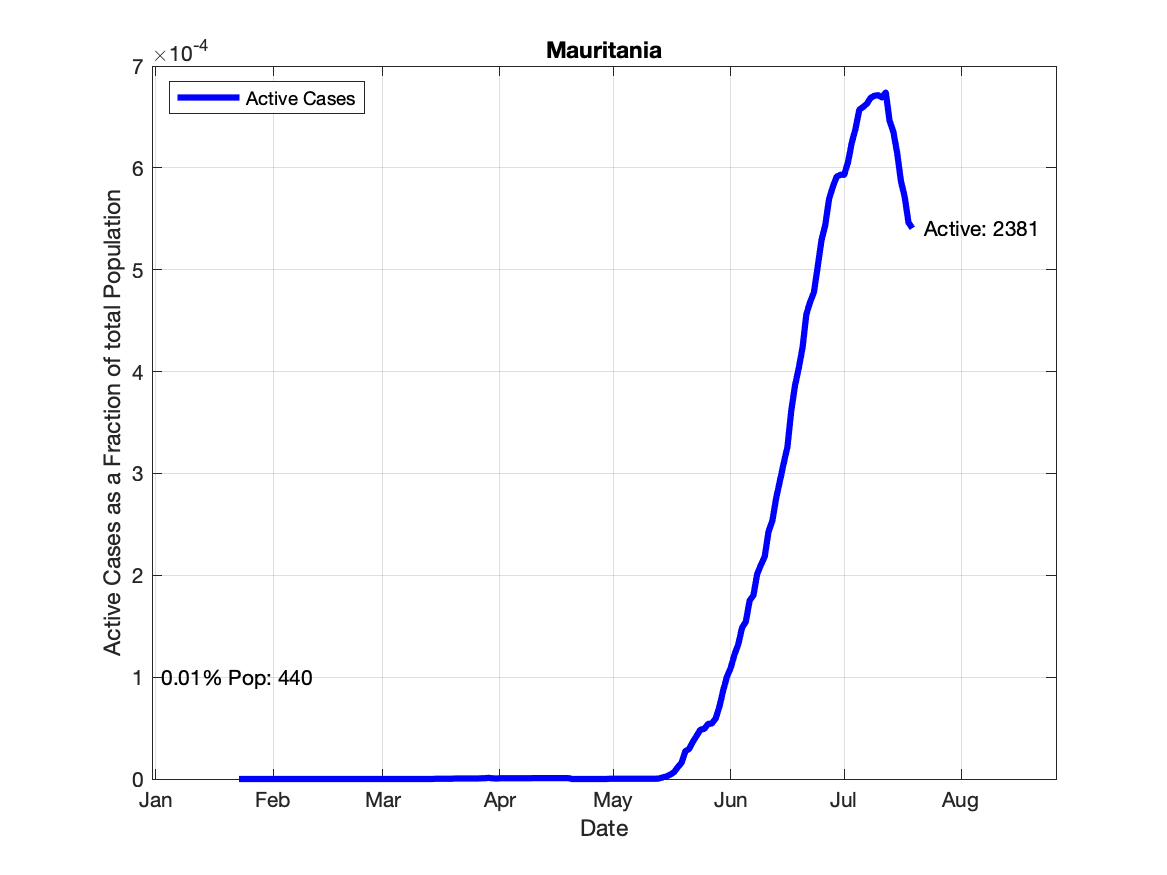 Mauritania
×10-4
7
Active Cases
6
Active: 2381
5
4
3
2
0.01% Pop: 440
1
0
Jan Feb Mar Apr May Jun Jul Aug
Date
Active Cases as a Fraction of total Population